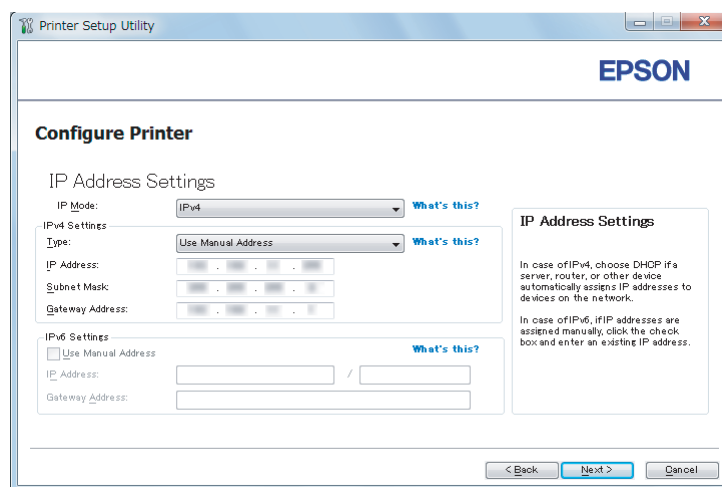 Printer Setup Utility
EPSON
Configure Printer
IP Address Settings
IP Mode: IPv4 What's this?
IPv4 Settings
Type: Use Manual Address What's this?
IP Address:
Subnet Mask:
Gateway Address:
IPv6 Settings
Use Manual Address What's this?
IP Address: /
Gateway Address:
IP Address Settings
In case of IPv4, choose DHCP if a
server, router, or other device
automatically assigns IP addresses to
devices on the network.
In case of IPv6, if IP addresses are
assigned manually, click the check
box and enter an existing IP address.
< Back Next > Cancel